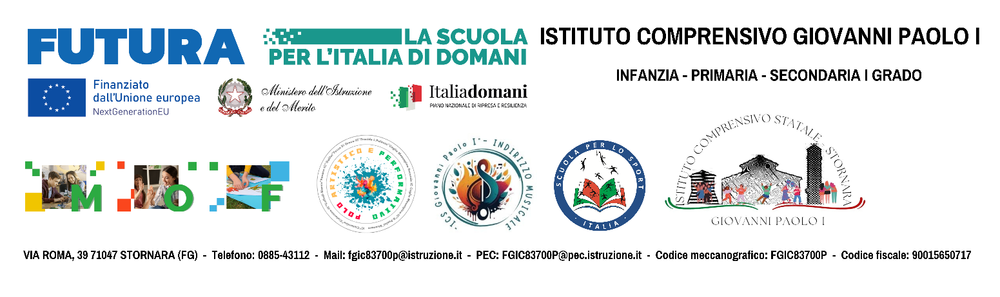 FUTURA
LA SCUOLA
PER L'ITALIA DI DOMANI
ISTITUTO COMPRENSIVO GIOVANNI PAOLO I
INFANZIA - PRIMARIA - SECONDARIA I GRADO
Finanziato
dall'Unione europea
NextGenerationEU
Ministero dell'Istruzione
e del Merito
Italiadomani
PIANO NAZIONALE DI RIPRESA E RESILIENZA
M O F
POLO ARTISTICO E PERFORMATIVO
-ICS Giovanni Paolo I°- INDIRIZZO MUSICALE
SCUOLA PER LO SPORT
- ITALIA -
ISTITUTO COMPRENSIVO STATALE - STORNARA
GIOVANNI PAOLO I
VIA ROMA, 39 71047 STORNARA (FG) - Telefono: 0885-43112 - Mail: fgic83700p@istruzione.it - PEC: FGIC83700P@pec.istruzione.it - Codice meccanografico: FGIC83700P - Codice fiscale: 90015650717